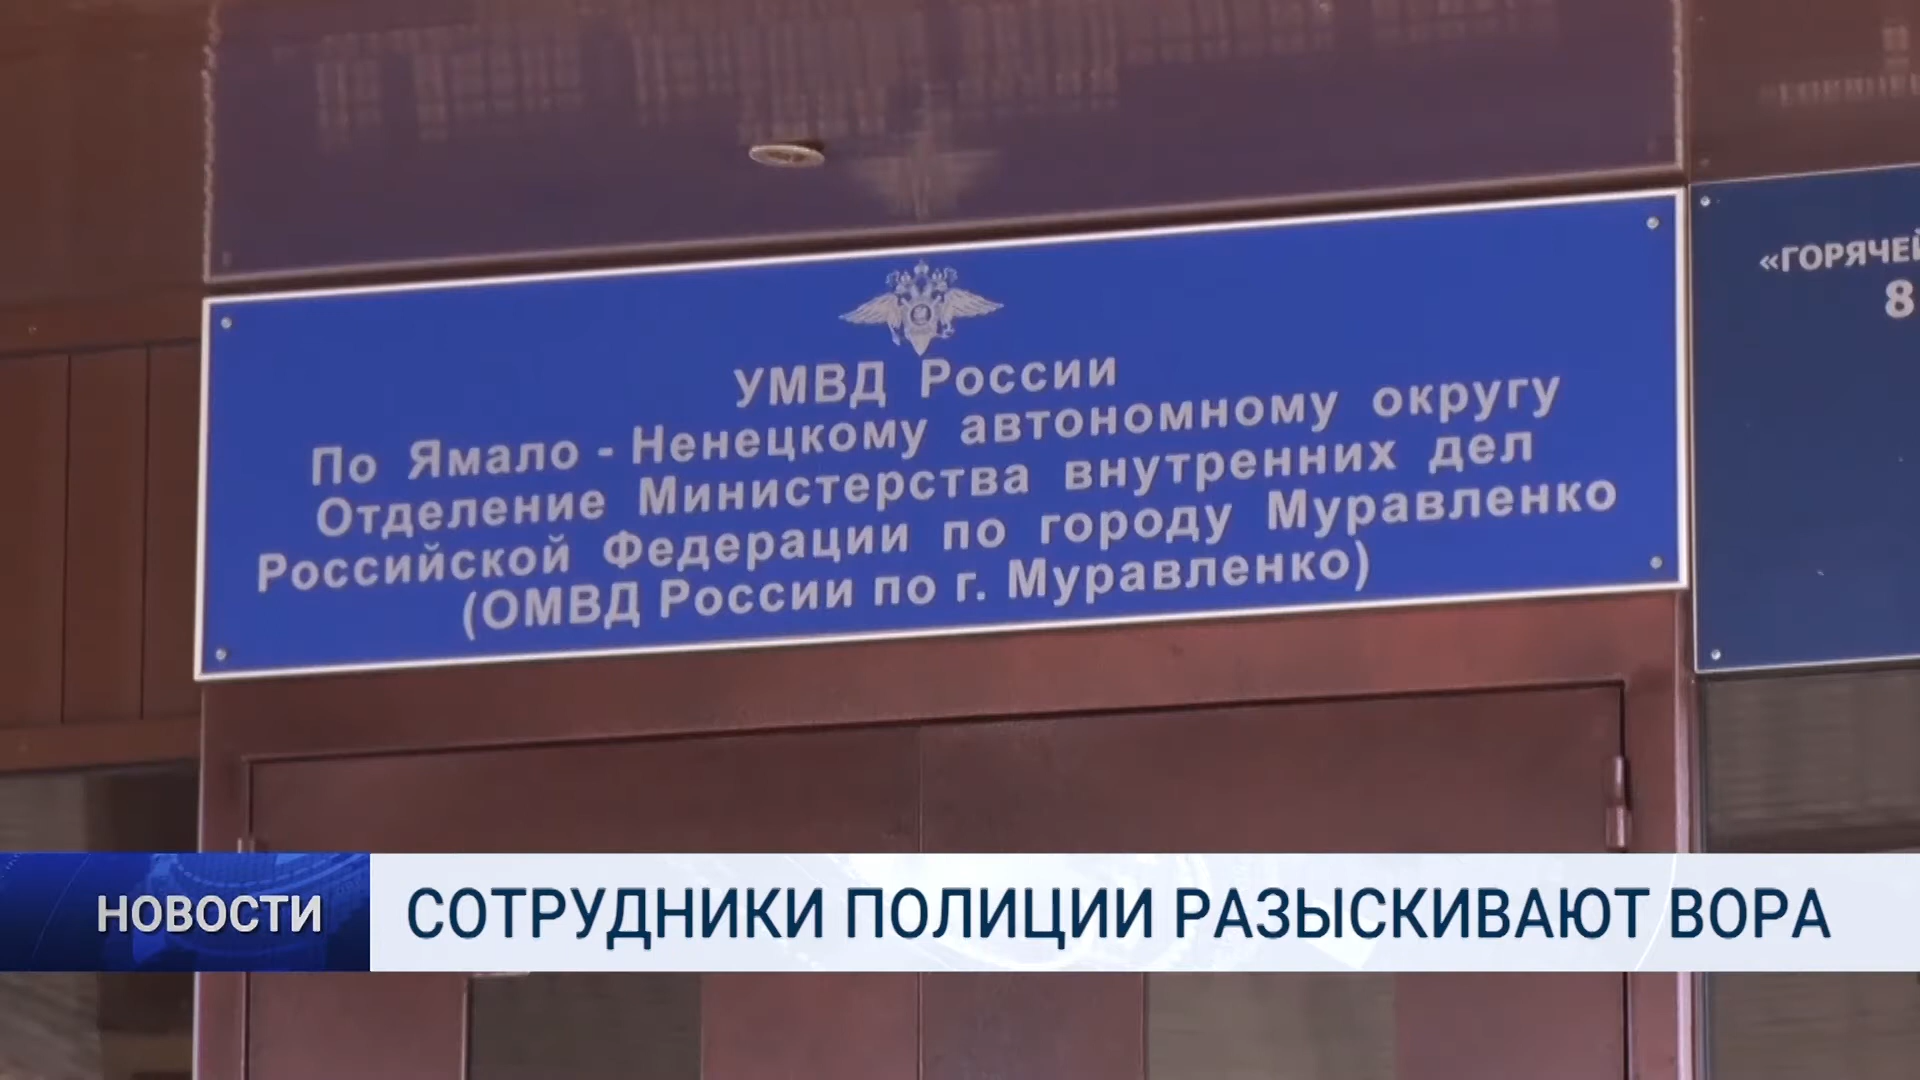 УМВД России
По Ямало - Ненецкому автономному округу
Отделение Министерства внутренних дел
Российской Федерации по городу Муравленко
(ОМВД России по г. Муравленко)
«ГОРЯЧЕЙ
8
НОВОСТИ
СОТРУДНИКИ ПОЛИЦИИ РАЗЫСКИВАЮТ ВОРА